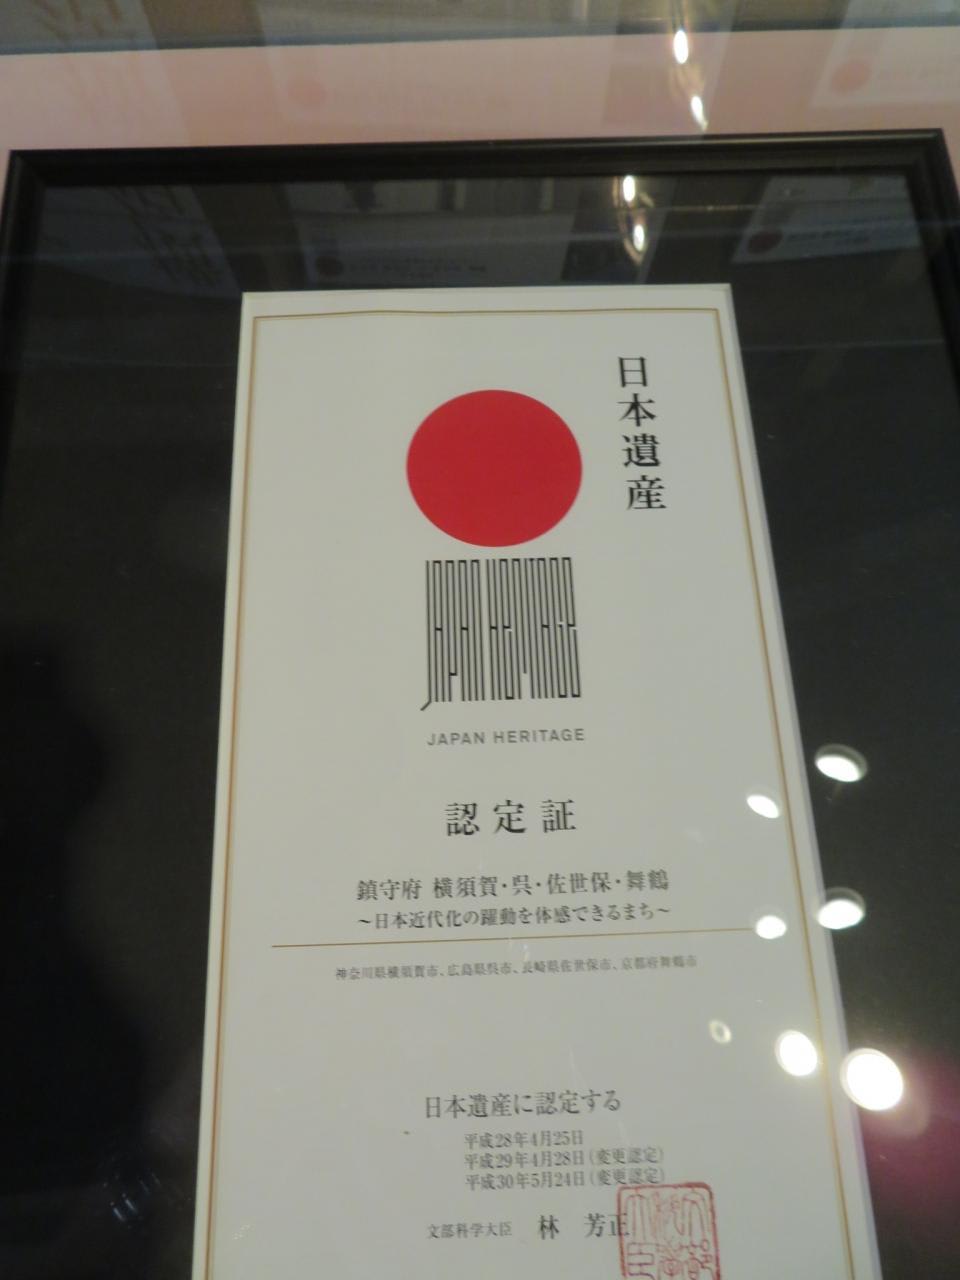 日本遺産
JAPAN HERITAGE
JAPAN HERITAGE
認定証
鎮守府 横須賀・呉・佐世保・舞鶴
～日本近代化の躍動を体感できるまち～
神奈川県横須賀市、広島県呉市、長崎県佐世保市、京都府舞鶴市
日本遺産に認定する
平成28年4月25日
平成29年4月28日(変更認定)
平成30年5月24日(変更認定)
文部科学大臣 林 芳正